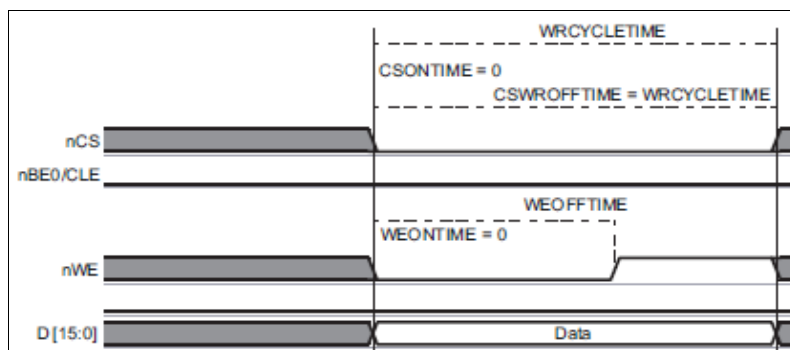 WRCYCLETIME
CSONTIME = 0
CSWROFFTIME = WRCYCLETIME
nCS
nBE0/CLE
WEOFFTIME
WEONTIME = 0
nWE
D[15:0]
Data